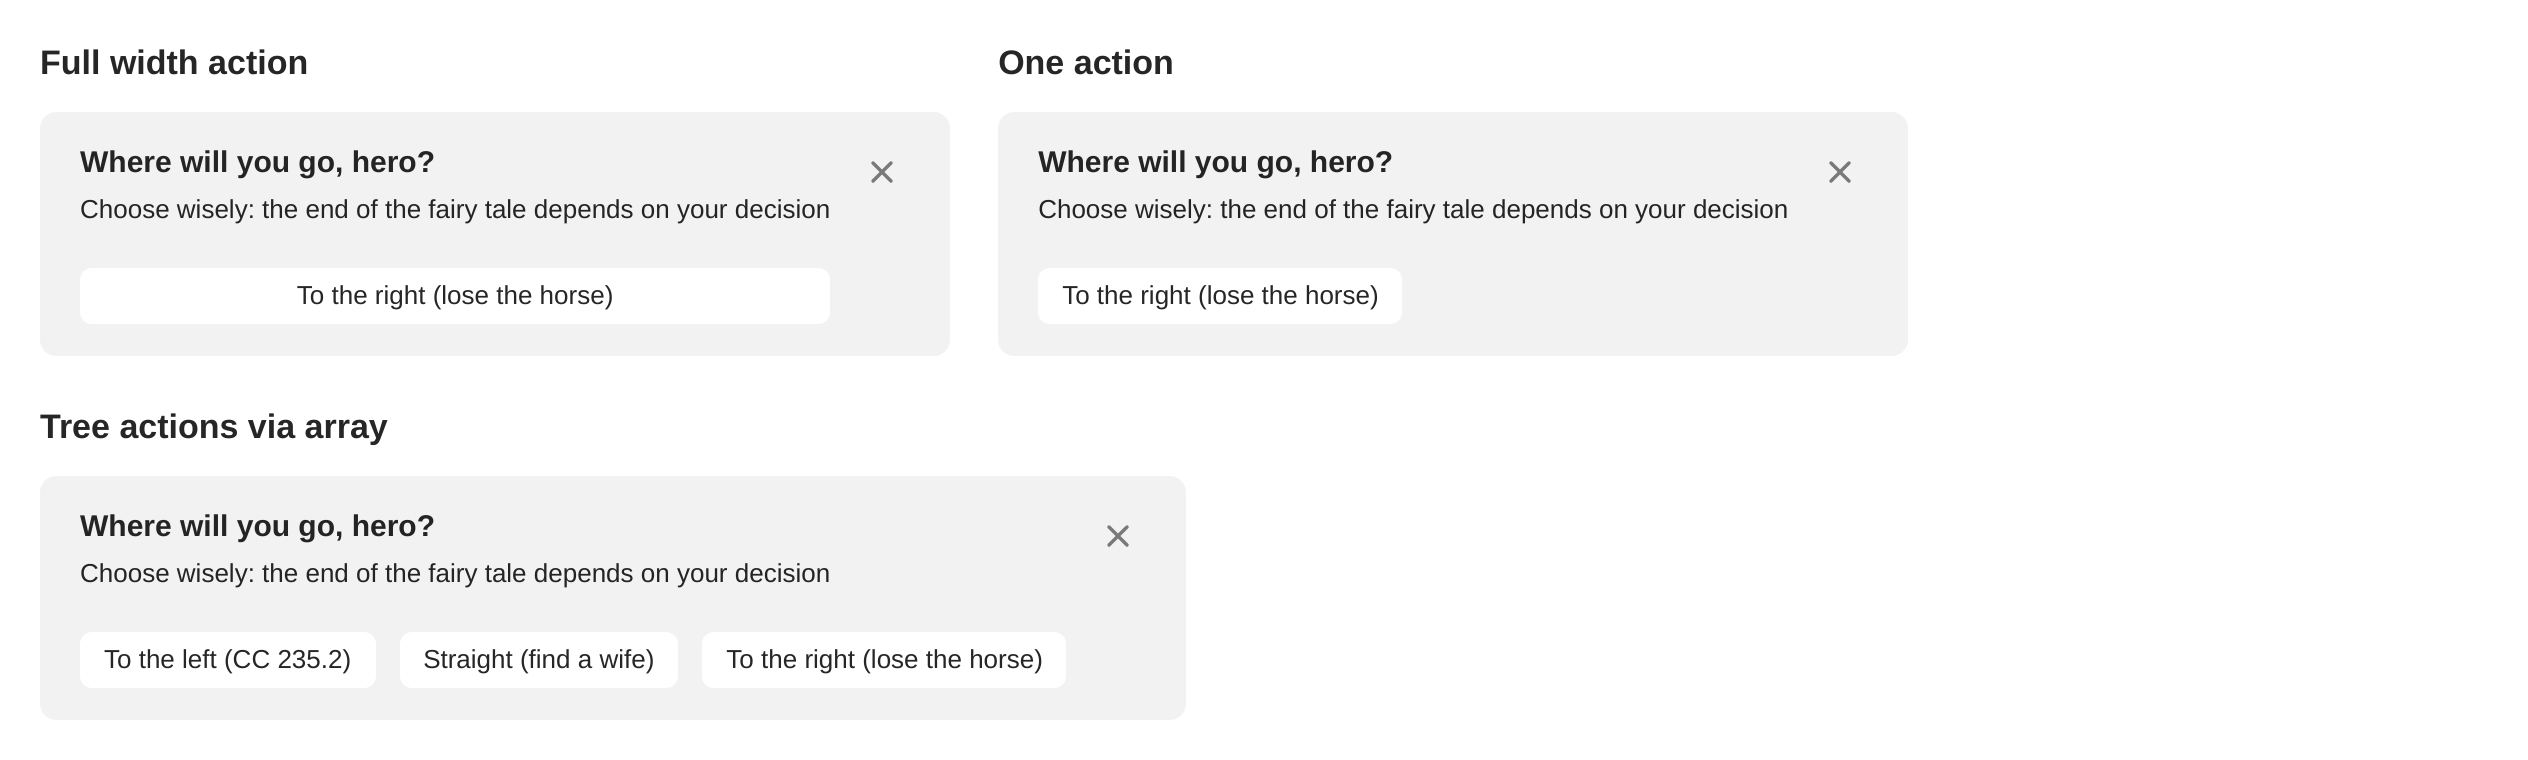 Full width action
Where will you go, hero?
Choose wisely: the end of the fairy tale depends on your decision
To the right (lose the horse)
One action
Where will you go, hero?
Choose wisely: the end of the fairy tale depends on your decision
To the right (lose the horse)
Tree actions via array
Where will you go, hero?
Choose wisely: the end of the fairy tale depends on your decision
To the left (CC 235.2)
Straight (find a wife)
To the right (lose the horse)